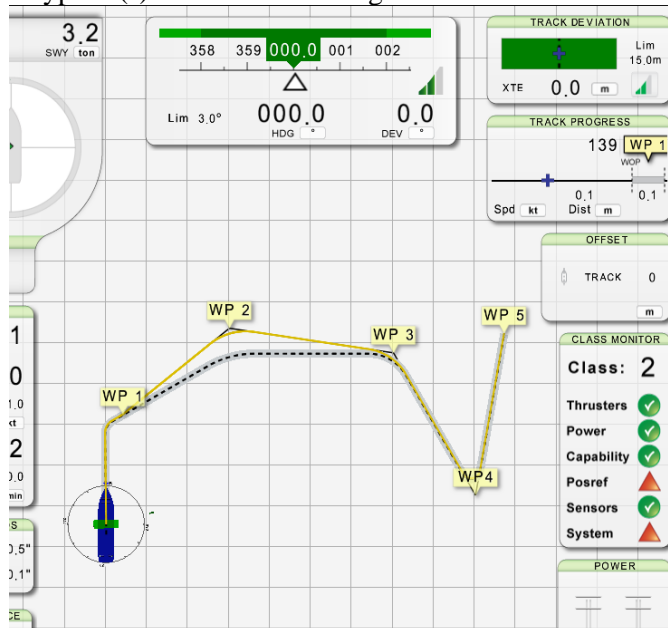 3.2
SWY ton
358 359 000.0 001 002
Lim 3.0°
000.0
HDG °
0.0
DEV °
TRACK DEVIATION
Lim
15.0m
XTE 0.0 m
TRACK PROGRESS
139 WP 1
WOP
0.1 0.1
Spd kt Dist m
OFFSET
TRACK 0
m
WP 1
WP 2
WP 3
WP4
WP 5
CLASS MONITOR
Class: 2
Thrusters
Power
Capability
Posref
Sensors
System
POWER
1
0
1.0
kt
2
0.0
min
S
0.5"
0.1"
CE